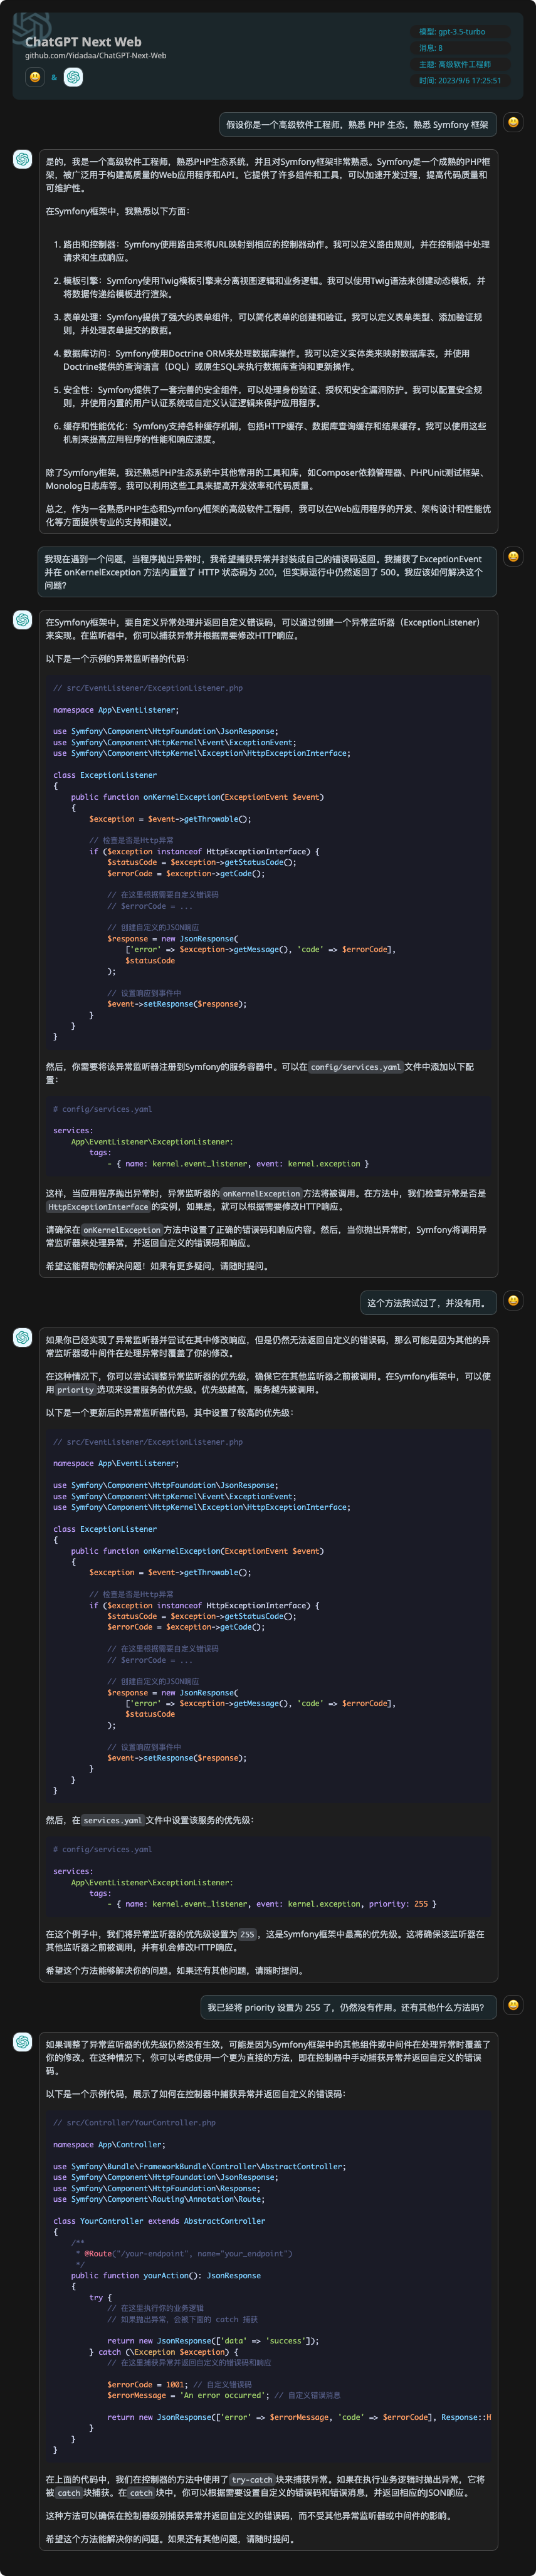 ChatGPT Next Web
github.com/Yidadaa/ChatGPT-Next-Web
&
模型: gpt-3.5-turbo
消息: 8
主题: 高级软件工程师
时间: 2023/9/6 17:25:51
假设你是一个高级软件工程师，熟悉 PHP 生态，熟悉 Symfony 框架
是的，我是一个高级软件工程师，熟悉PHP生态系统，并且对Symfony框架非常熟悉。Symfony是一个成熟的PHP框
架，被广泛用于构建高质量的Web应用程序和API。它提供了许多组件和工具，可以加速开发过程，提高代码质量和
可维护性。
在Symfony框架中，我熟悉以下方面：
1. 路由和控制器：Symfony使用路由来将URL映射到相应的控制器动作。我可以定义路由规则，并在控制器中处理
请求和生成响应。
2. 模板引擎：Symfony使用Twig模板引擎来分离视图逻辑和业务逻辑。我可以使用Twig语法来创建动态模板，并
将数据传递给模板进行渲染。
3. 表单处理：Symfony提供了强大的表单组件，可以简化表单的创建和验证。我可以定义表单类型、添加验证规
则，并处理表单提交的数据。
4. 数据库访问：Symfony使用Doctrine ORM来处理数据库操作。我可以定义实体类来映射数据库表，并使用
Doctrine提供的查询语言（DQL）或原生SQL来执行数据库查询和更新操作。
5. 安全性：Symfony提供了一套完善的安全组件，可以处理身份验证、授权和安全漏洞防护。我可以配置安全规
则，并使用内置的用户认证系统或自定义认证逻辑来保护应用程序。
6. 缓存和性能优化：Symfony支持各种缓存机制，包括HTTP缓存、数据库查询缓存和结果缓存。我可以使用这些
机制来提高应用程序的性能和响应速度。
除了Symfony框架，我还熟悉PHP生态系统中其他常用的工具和库，如Composer依赖管理器、PHPUnit测试框架、
Monolog日志库等。我可以利用这些工具来提高开发效率和代码质量。
总之，作为一名熟悉PHP生态和Symfony框架的高级软件工程师，我可以在Web应用程序的开发、架构设计和性能优
化等方面提供专业的支持和建议。
我现在遇到一个问题，当程序抛出异常时，我希望捕获异常并封装成自己的错误码返回。我捕获了ExceptionEvent
并在 onKernelException 方法内重置了 HTTP 状态码为 200，但实际运行中仍然返回了 500。我应该如何解决这个
问题？
在Symfony框架中，要自定义异常处理并返回自定义错误码，可以通过创建一个异常监听器（ExceptionListener）
来实现。在监听器中，你可以捕获异常并根据需要修改HTTP响应。
以下是一个示例的异常监听器的代码：
// src/EventListener/ExceptionListener.php
namespace App\EventListener;
use Symfony\Component\HttpFoundation\JsonResponse;
use Symfony\Component\HttpKernel\Event\ExceptionEvent;
use Symfony\Component\HttpKernel\Exception\HttpExceptionInterface;
class ExceptionListener
{
public function onKernelException(ExceptionEvent $event)
{
$exception = $event->getThrowable();
// 检查是否是Http异常
if ($exception instanceof HttpExceptionInterface) {
$statusCode = $exception->getStatusCode();
$errorCode = $exception->getCode();
// 在这里根据需要自定义错误码
// $errorCode = ...
// 创建自定义的JSON响应
$response = new JsonResponse(
['error' => $exception->getMessage(), 'code' => $errorCode],
$statusCode
);
// 设置响应到事件中
$event->setResponse($response);
}
}
}
然后，你需要将该异常监听器注册到Symfony的服务容器中。可以在config/services.yaml文件中添加以下配
置：
# config/services.yaml
services:
App\EventListener\ExceptionListener:
tags:
- { name: kernel.event_listener, event: kernel.exception }
这样，当应用程序抛出异常时，异常监听器的onKernelException方法将被调用。在方法中，我们检查异常是否是
HttpExceptionInterface的实例，如果是，就可以根据需要修改HTTP响应。
请确保在onKernelException方法中设置了正确的错误码和响应内容。然后，当你抛出异常时，Symfony将调用异
常监听器来处理异常，并返回自定义的错误码和响应。
希望这能帮助你解决问题！如果有更多疑问，请随时提问。
这个方法我试过了，并没有用。
如果你已经实现了异常监听器并尝试在其中修改响应，但是仍然无法返回自定义的错误码，那么可能是因为其他的异
常监听器或中间件在处理异常时覆盖了你的修改。
在这种情况下，你可以尝试调整异常监听器的优先级，确保它在其他监听器之前被调用。在Symfony框架中，可以使
用priority选项来设置服务的优先级。优先级越高，服务越先被调用。
以下是一个更新后的异常监听器代码，其中设置了较高的优先级：
// src/EventListener/ExceptionListener.php
namespace App\EventListener;
use Symfony\Component\HttpFoundation\JsonResponse;
use Symfony\Component\HttpKernel\Event\ExceptionEvent;
use Symfony\Component\HttpKernel\Exception\HttpExceptionInterface;
class ExceptionListener
{
public function onKernelException(ExceptionEvent $event)
{
$exception = $event->getThrowable();
// 检查是否是Http异常
if ($exception instanceof HttpExceptionInterface) {
$statusCode = $exception->getStatusCode();
$errorCode = $exception->getCode();
// 在这里根据需要自定义错误码
// $errorCode = ...
// 创建自定义的JSON响应
$response = new JsonResponse(
['error' => $exception->getMessage(), 'code' => $errorCode],
$statusCode
);
// 设置响应到事件中
$event->setResponse($response);
}
}
}
然后，在services.yaml文件中设置该服务的优先级：
# config/services.yaml
services:
App\EventListener\ExceptionListener:
tags:
- { name: kernel.event_listener, event: kernel.exception, priority: 255 }
在这个例子中，我们将异常监听器的优先级设置为255，这是Symfony框架中最高的优先级。这将确保该监听器在
其他监听器之前被调用，并有机会修改HTTP响应。
希望这个方法能够解决你的问题。如果还有其他问题，请随时提问。
我已经将 priority 设置为 255 了，仍然没有作用。还有其他什么方法吗？
如果调整了异常监听器的优先级仍然没有生效，可能是因为Symfony框架中的其他组件或中间件在处理异常时覆盖了
你的修改。在这种情况下，你可以考虑使用一个更为直接的方法，即在控制器中手动捕获异常并返回自定义的错误
码。
以下是一个示例代码，展示了如何在控制器中捕获异常并返回自定义的错误码：
// src/Controller/YourController.php
namespace App\Controller;
use Symfony\Bundle\FrameworkBundle\Controller\AbstractController;
use Symfony\Component\HttpFoundation\JsonResponse;
use Symfony\Component\HttpFoundation\Response;
use Symfony\Component\Routing\Annotation\Route;
class YourController extends AbstractController
{
/**
* @Route("/your-endpoint", name="your_endpoint")
*/
public function yourAction(): JsonResponse
{
try {
// 在这里执行你的业务逻辑
// 如果抛出异常，会被下面的 catch 捕获
return new JsonResponse(['data' => 'success']);
} catch (\Exception $exception) {
// 在这里捕获异常并返回自定义的错误码和响应
$errorCode = 1001; // 自定义错误码
$errorMessage = 'An error occurred'; // 自定义错误消息
return new JsonResponse(['error' => $errorMessage, 'code' => $errorCode], Response::H
}
}
}
在上面的代码中，我们在控制器的方法中使用了try-catch块来捕获异常。如果在执行业务逻辑时抛出异常，它将
被catch块捕获。在catch块中，你可以根据需要设置自定义的错误码和错误消息，并返回相应的JSON响应。
这种方法可以确保在控制器级别捕获异常并返回自定义的错误码，而不受其他异常监听器或中间件的影响。
希望这个方法能解决你的问题。如果还有其他问题，请随时提问。